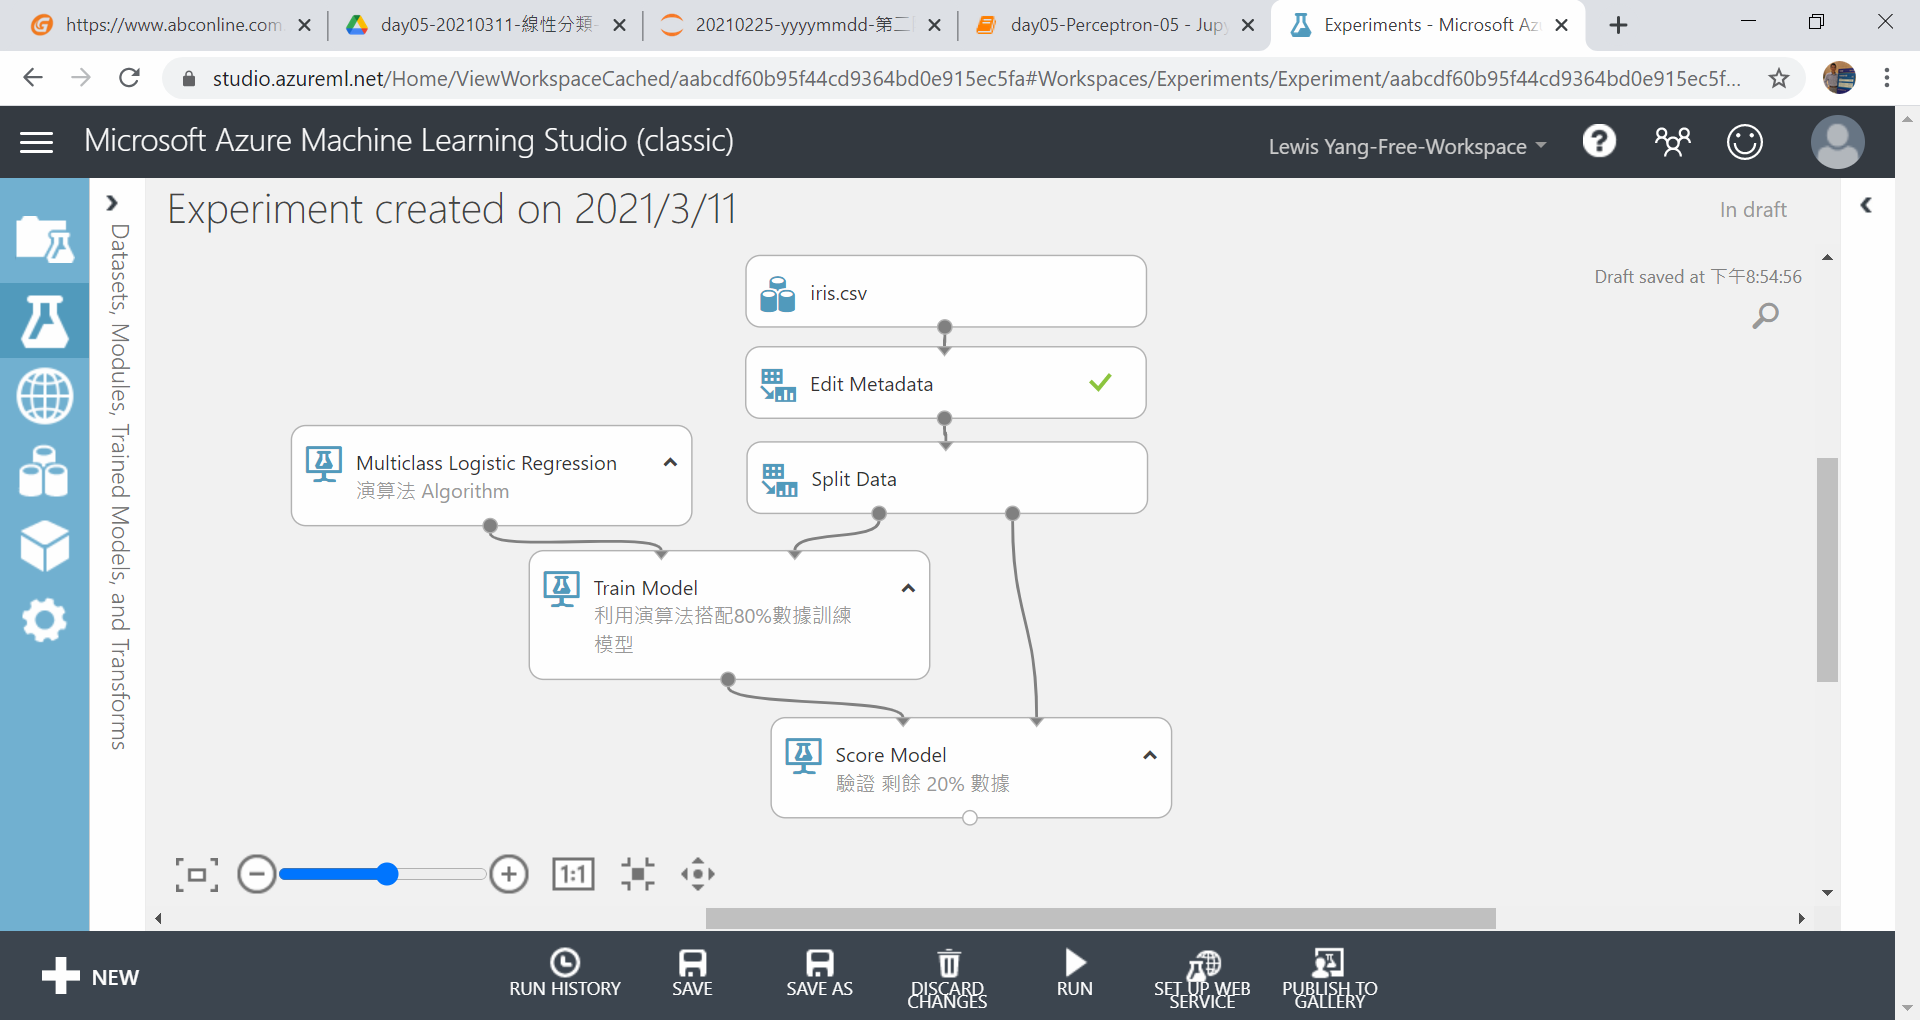 https://www.abconline.com
day05-20210311-線性分類-
20210225-yyyymmdd-第二
day05-Perceptron-05 - Jupy
Experiments - Microsoft Az
studio.azureml.net/Home/ViewWorkspaceCached/aabcdf60b95f44cd9364bd0e915ec5fa#Workspaces/Experiments/Experiment/aabcdf60b95f44cd9364bd0e915ec5f...
Microsoft Azure Machine Learning Studio (classic)
Lewis Yang-Free-Workspace
Datasets, Modules, Trained Models, and Transforms
Experiment created on 2021/3/11
In draft
Draft saved at 下午8:54:56
iris.csv
Edit Metadata
Multiclass Logistic Regression
演算法 Algorithm
Split Data
Train Model
利用演算法搭配80%數據訓練
模型
Score Model
驗證 剩餘 20% 數據
1:1
NEW
RUN HISTORY
SAVE
SAVE AS
DISCARD
CHANGES
RUN
SET UP WEB
SERVICE
PUBLISH TO
GALLERY